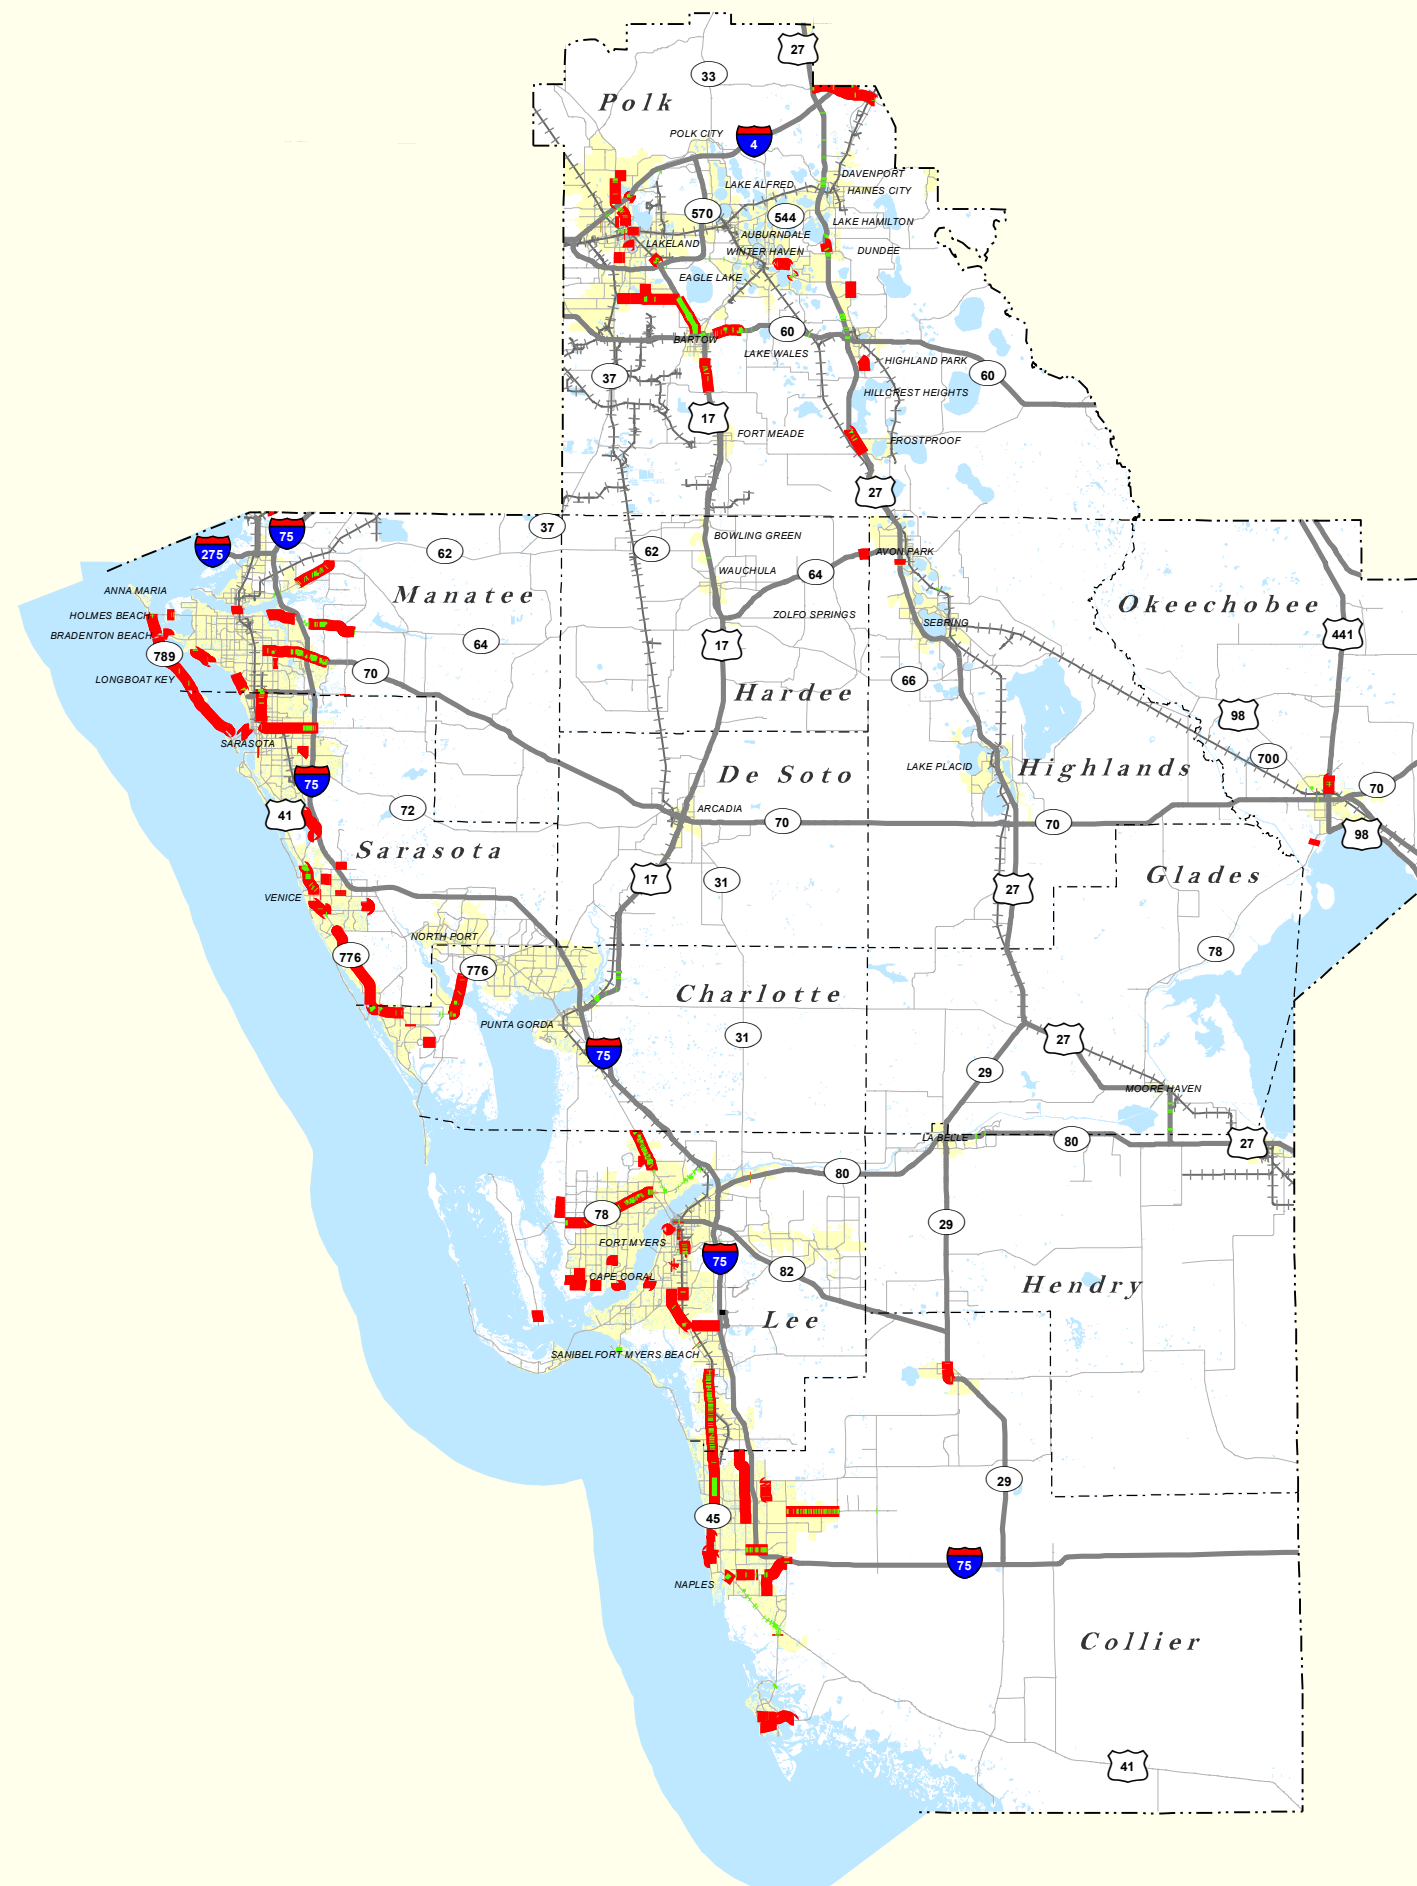 27
33
Polk
POLK CITY
4
DAVENPORT
LAKE ALFRED
HAINES CITY
570
544
LAKE HAMILTON
AUBURNDALE
LAKELAND
WINTER HAVEN
DUNDEE
EAGLE LAKE
60
BARTOW
LAKE WALES
HIGHLAND PARK
60
37
HILLCREST HEIGHTS
17
FORT MEADE
FROSTPROOF
27
37
75
275
62
62
BOWLING GREEN
AVON PARK
WAUCHULA
64
ANNA MARIA
Manatee
Okeechobee
HOLMES BEACH
ZOLFO SPRINGS
SEBRING
BRADENTON BEACH
441
64
17
789
70
66
LONGBOAT KEY
Hardee
98
SARASOTA
700
LAKE PLACID
Highlands
De Soto
75
70
72
ARCADIA
41
70
70
98
Sarasota
Glades
17
31
27
VENICE
NORTH PORT
78
776
776
Charlotte
PUNTA GORDA
31
27
75
29
MOORE HAVEN
LA BELLE
80
27
80
78
29
FORT MYERS
75
82
CAPE CORAL
Hendry
Lee
SANIBEL
FORT MYERS BEACH
29
45
75
NAPLES
Collier
41